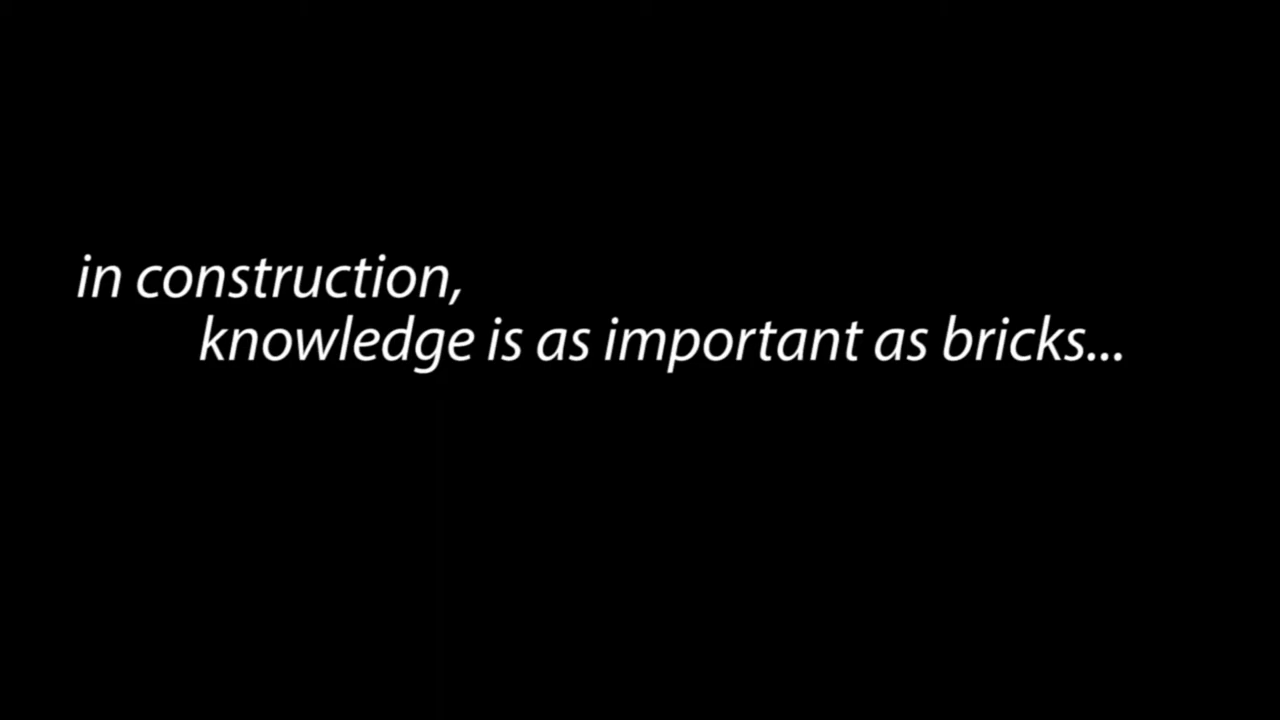 in construction,
knowledge is as important as bricks...